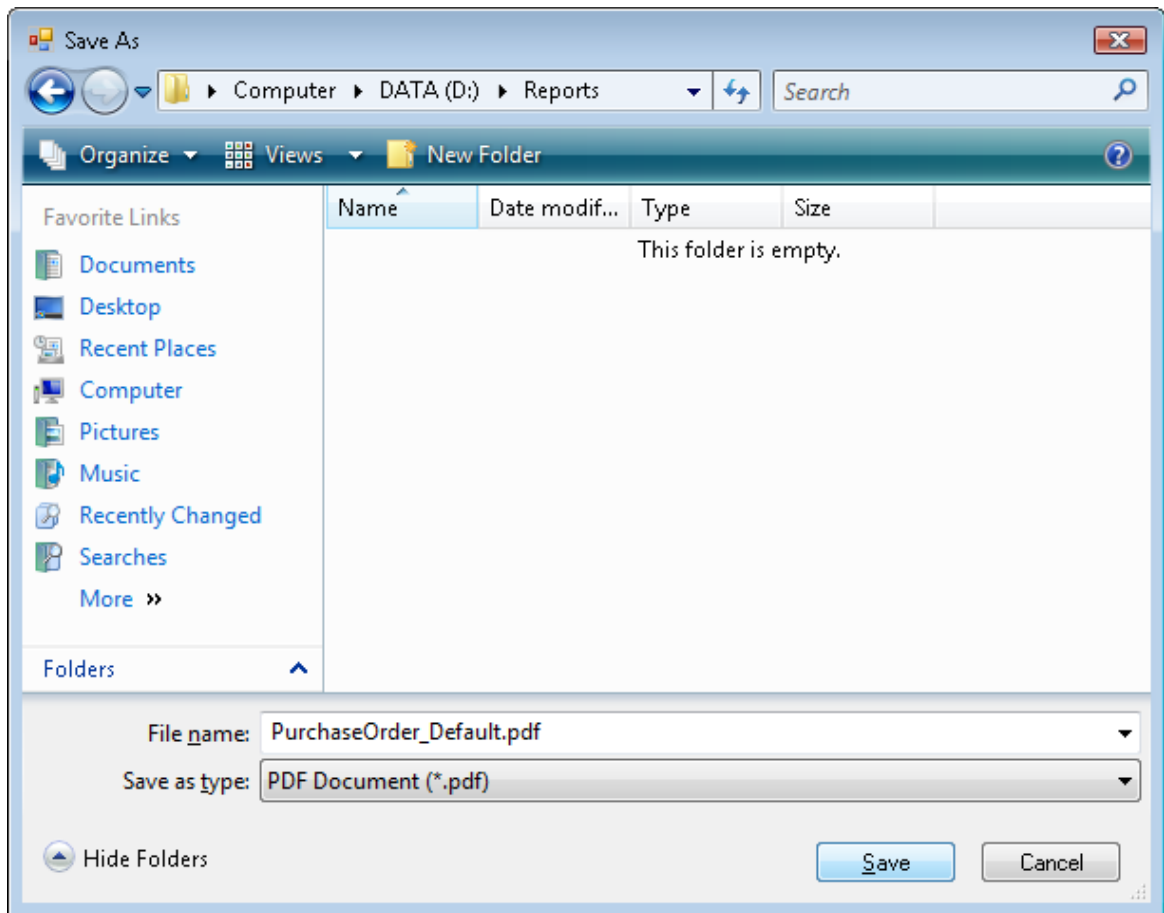 Save As
Computer DATA (D:) Reports Search
Organize Views New Folder
Favorite Links
Name Date modif... Type Size
This folder is empty.
Documents
Desktop
Recent Places
Computer
Pictures
Music
Recently Changed
Searches
More »
Folders
File name: PurchaseOrder_Default.pdf
Save as type: PDF Document (*.pdf)
Hide Folders Save Cancel